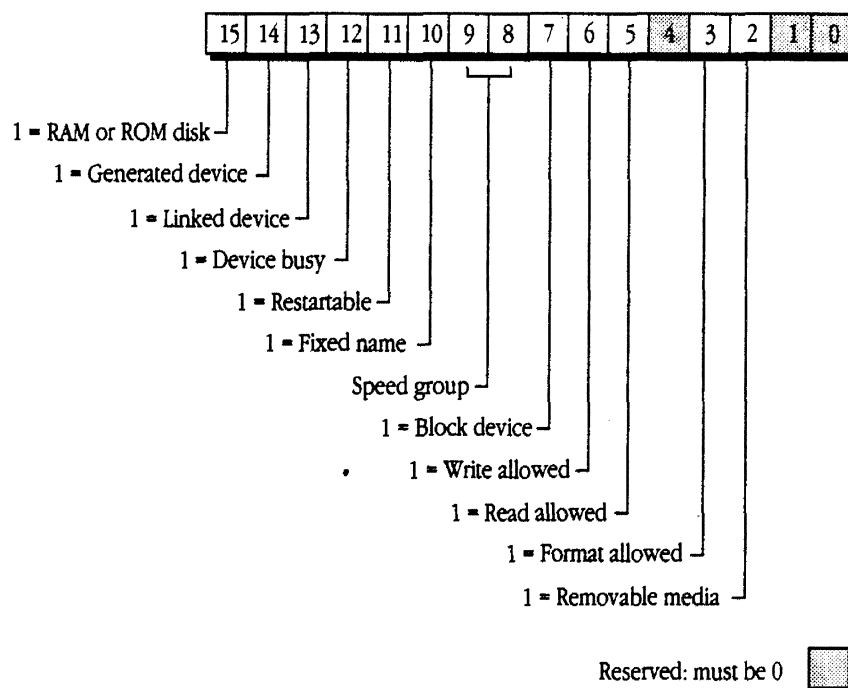 15 14 13 12 11 10 9 8 7 6 5 4 3 2 1 0
1 = RAM or ROM disk
1 = Generated device
1 = Linked device
1 = Device busy
1 = Restartable
1 = Fixed name
Speed group
1 = Block device
1 = Write allowed
1 = Read allowed
1 = Format allowed
1 = Removable media
Reserved: must be 0